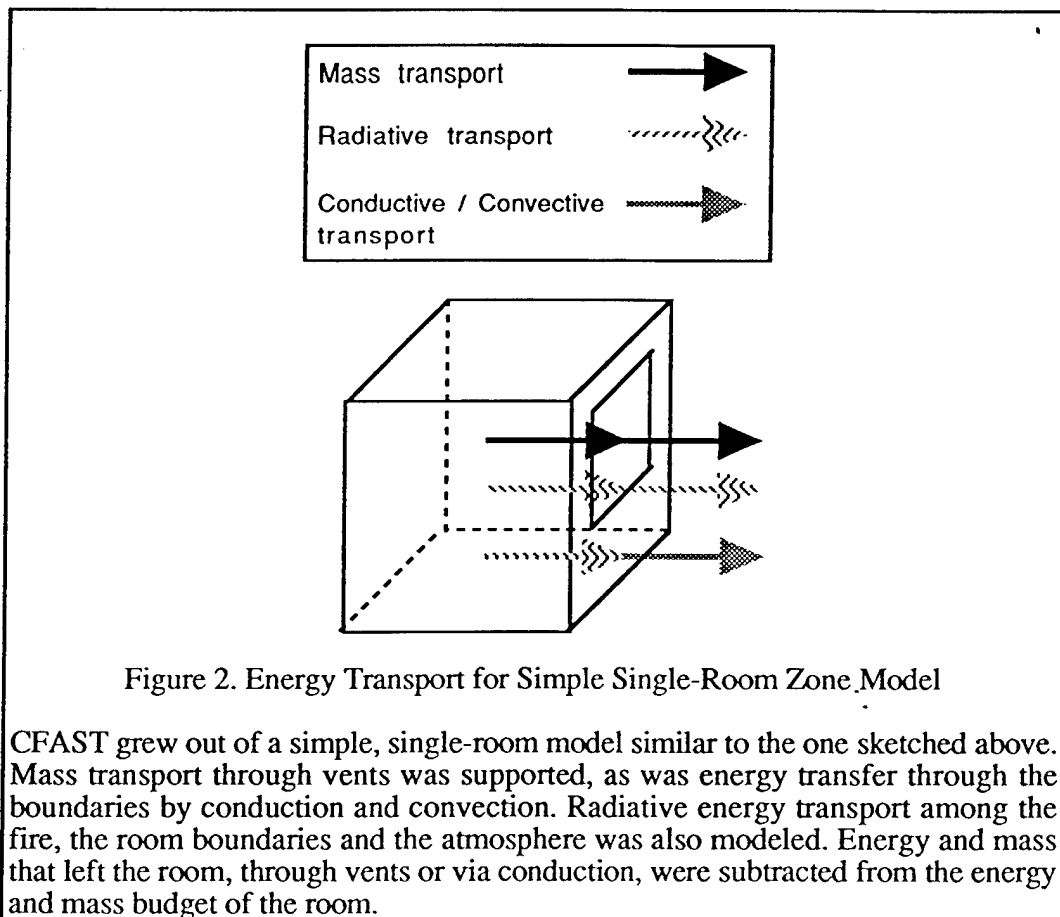 Mass transport
Radiative transport
Conductive / Convective
transport
Figure 2. Energy Transport for Simple Single-Room Zone Model
CFAST grew out of a simple, single-room model similar to the one sketched above.
Mass transport through vents was supported, as was energy transfer through the
boundaries by conduction and convection. Radiative energy transport among the
fire, the room boundaries and the atmosphere was also modeled. Energy and mass
that left the room, through vents or via conduction, were subtracted from the energy
and mass budget of the room.